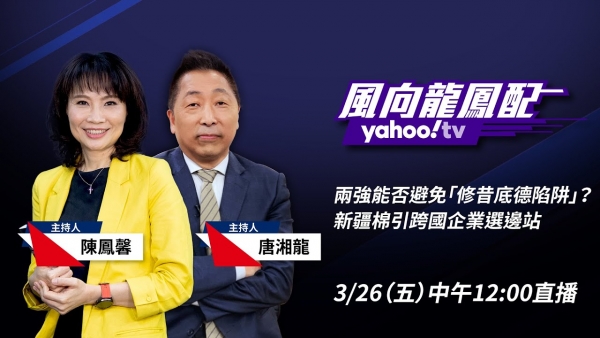 風向龍鳳配
yahoo!tv
兩強能否避免「修昔底德陷阱」?
新疆棉引跨國企業選邊站
主持人
陳鳳馨
主持人
唐湘龍
3/26(五)中午12:00直播